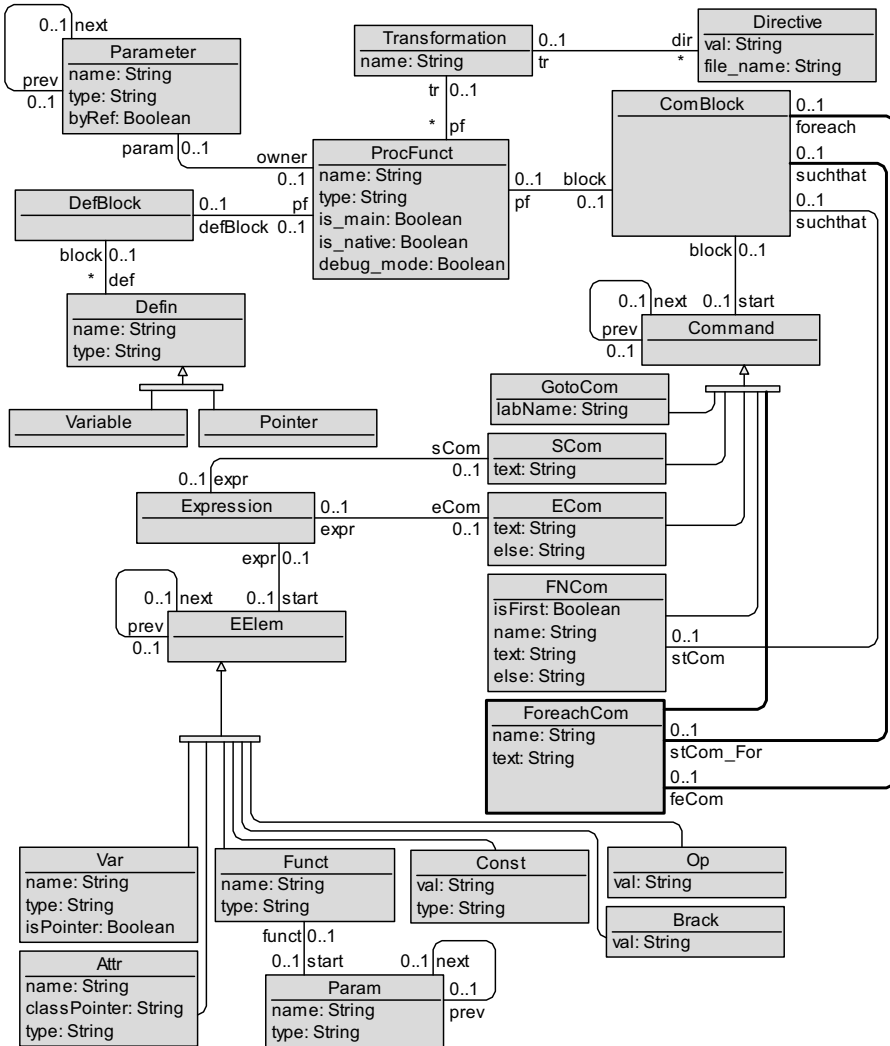 0..1 next
Parameter
name: String
type: String
byRef: Boolean
prev
0..1
param 0..1
Transformation
name: String
0..1
tr
dir
*
Directive
val: String
file_name: String
tr 0..1
* pf
owner
0..1
ProcFunct
name: String
type: String
is_main: Boolean
is_native: Boolean
debug_mode: Boolean
0..1
pf
block
0..1
ComBlock
0..1
foreach
0..1
suchthat
0..1
suchthat
DefBlock
0..1
defBlock
pf
0..1
block 0..1
* def
Defin
name: String
type: String
Variable
Pointer
block 0..1
0..1 next
0..1 start
prev
0..1
Command
GotoCom
labName: String
sCom
0..1
SCom
text: String
0..1 expr
Expression
0..1
expr
eCom
0..1
ECom
text: String
else: String
expr 0..1
0..1 next
0..1 start
prev
0..1
EElem
FNCom
isFirst: Boolean
name: String
text: String
else: String
0..1
stCom
ForeachCom
name: String
text: String
0..1
stCom_For
0..1
feCom
Var
name: String
type: String
isPointer: Boolean
Funct
name: String
type: String
Const
val: String
type: String
Op
val: String
Brack
val: String
Attr
name: String
classPointer: String
type: String
funct 0..1
0..1 start
0..1 next
0..1
prev
Param
name: String
type: String